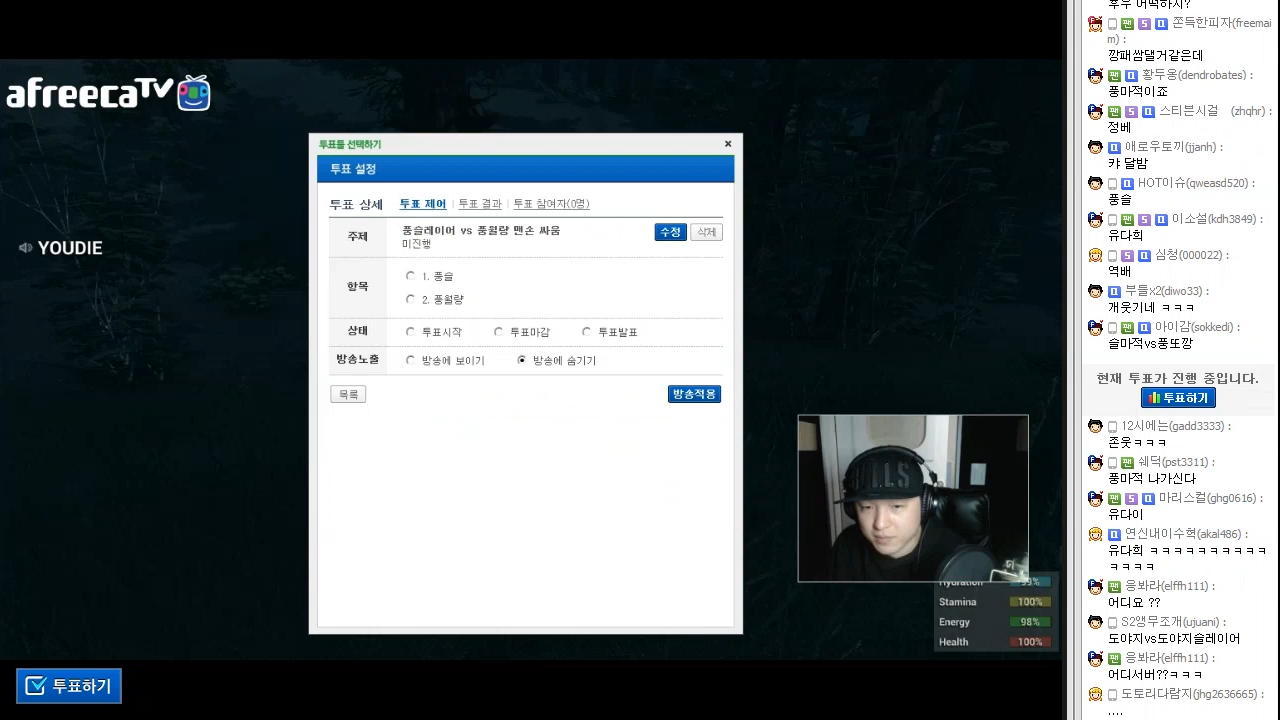 afreecaTV
YOUDIE
투표를 선택하기
투표 설정
투표 상세 투표 제어 | 투표 결과 | 투표 참여자(0명)
주제 풍슬레이어 vs 풍월량 맨손 싸움
미진행
수정 삭제
항목
1. 풍슬
2. 풍월량
상태 투표시작 투표마감 투표발표
방송노출 방송에 보이기 방송에 숨기기
목록 방송적용
Hydration 99%
Stamina 100%
Energy 98%
Health 100%
투표하기
후우 어떡하지?
팬 S 쫀득한피자(freemai
m) :
깡패쌈댈거같은데
팬 황두옹(dendrobates) :
풍마적이죠
팬 S 스티븐시걸 (zhqhr) :
정베
애로우토끼(jjanh) :
캬 달밤
HOT이슈(qweasd520) :
풍슬
팬 S 이소설(kdh3849) :
유다희
S 심청(000022) :
역배
부들x2(diwo33) :
개웃기네 ㅋㅋㅋ
팬 아이감(sokkedi) :
슬마적vs풍또깡
현재 투표가 진행 중입니다.
투표하기
12시에는(gadd3333) :
존웃ㅋㅋㅋ
팬 쉐덕(pst3311) :
풍마적 나가신다
팬 S 마리스컬(ghg0616) :
유다이
연신내이수혁(akal486) :
유다희 ㅋㅋㅋㅋㅋㅋㅋㅋㅋㅋ
ㅋㅋㅋㅋ
팬 응봐라(elffh111) :
어디요 ??
S2앵무조개(ujuani) :
도야지vs도야지슬레이어
팬 응봐라(elffh111) :
어디서버??ㅋㅋㅋ
도토리다람지(jhg2636665) :
....